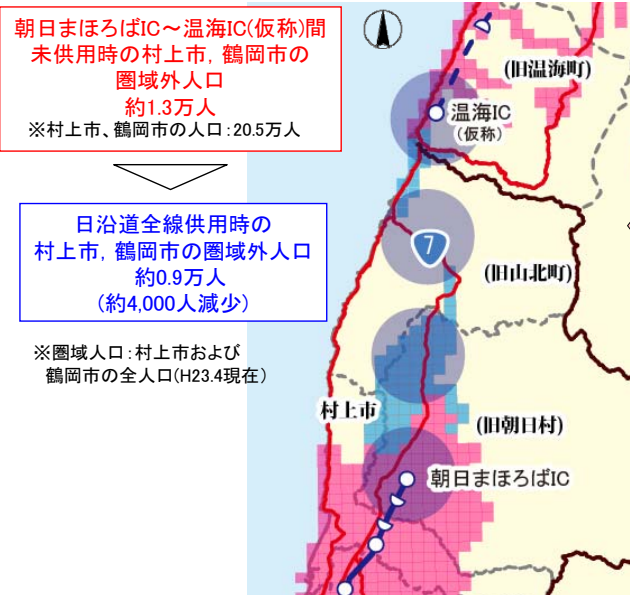 朝日まほろばIC～温海IC(仮称)間
未供用時の村上市，鶴岡市の
圏域外人口
約1.3万人
※村上市、鶴岡市の人口：20.5万人
日沿道全線供用時の
村上市，鶴岡市の圏域外人口
約0.9万人
(約4,000人減少)
※圏域人口：村上市および
鶴岡市の全人口(H23.4現在)
(旧温海町)
温海IC
(仮称)
7
(旧山北町)
村上市
(旧朝日村)
朝日まほろばIC